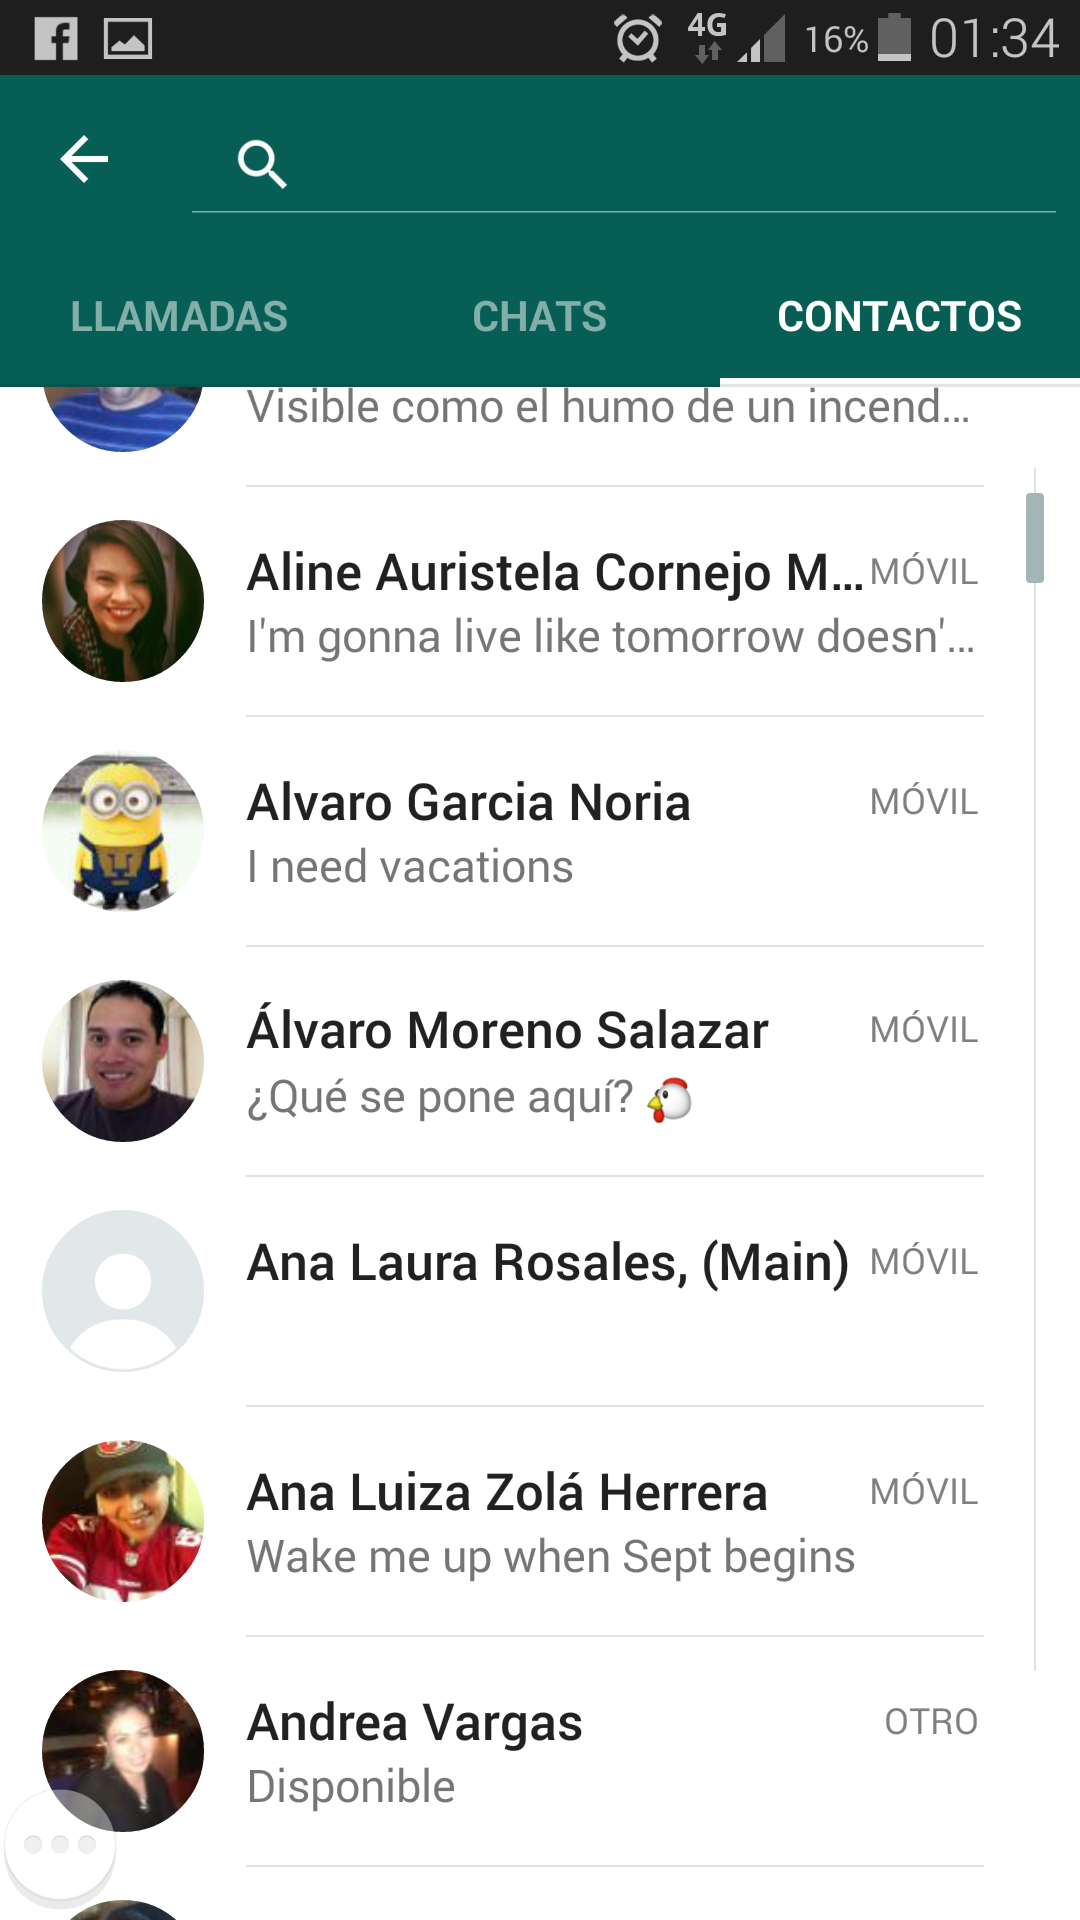 4G 16% 01:34
LLAMADAS CHATS CONTACTOS
Visible como el humo de un incend...
Aline Auristela Cornejo M... MÓVIL
I'm gonna live like tomorrow doesn'...
Alvaro Garcia Noria MÓVIL
I need vacations
Álvaro Moreno Salazar MÓVIL
¿Qué se pone aquí? 🐔
Ana Laura Rosales, (Main) MÓVIL
Ana Luiza Zolá Herrera MÓVIL
Wake me up when Sept begins
Andrea Vargas OTRO
Disponible